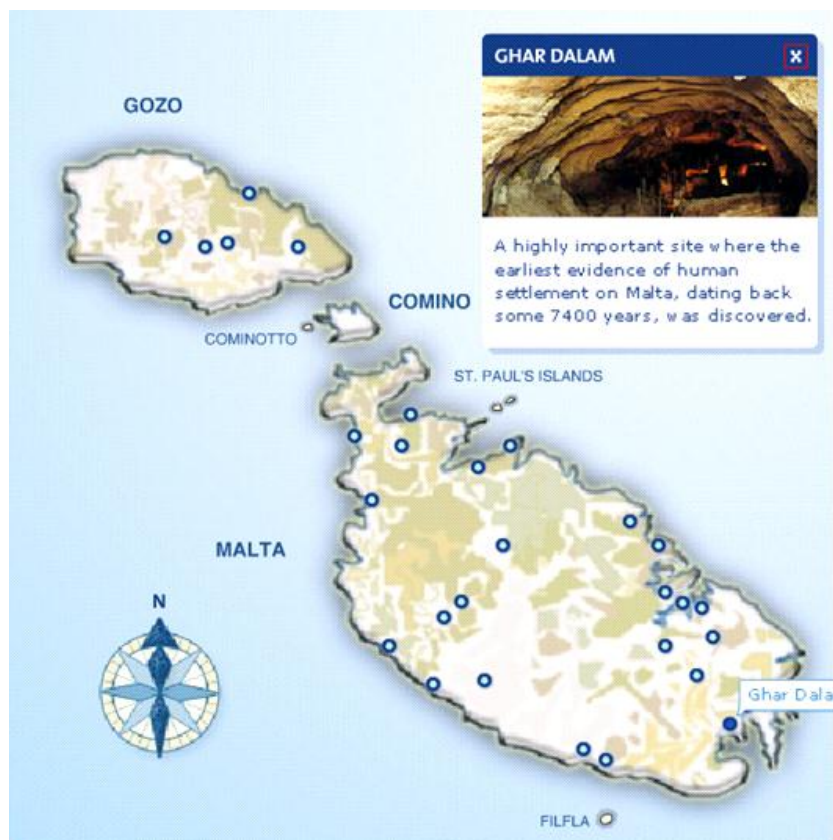 GHAR DALAM
X
GOZO
A highly important site where the
earliest evidence of human
settlement on Malta, dating back
some 7400 years, was discovered.
COMINO
COMINOTTO
ST. PAUL'S ISLANDS
MALTA
N
Ghar Dala
FILFLA